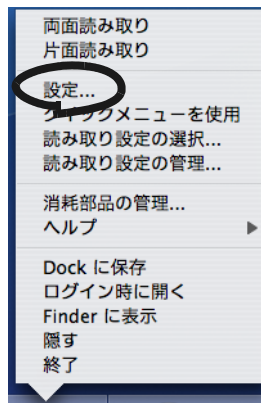 両面読み取り
片面読み取り
設定...
クイックメニューを使用
読み取り設定の選択...
読み取り設定の管理...
消耗部品の管理...
ヘルプ
Dock に保存
ログイン時に開く
Finder に表示
隠す
終了